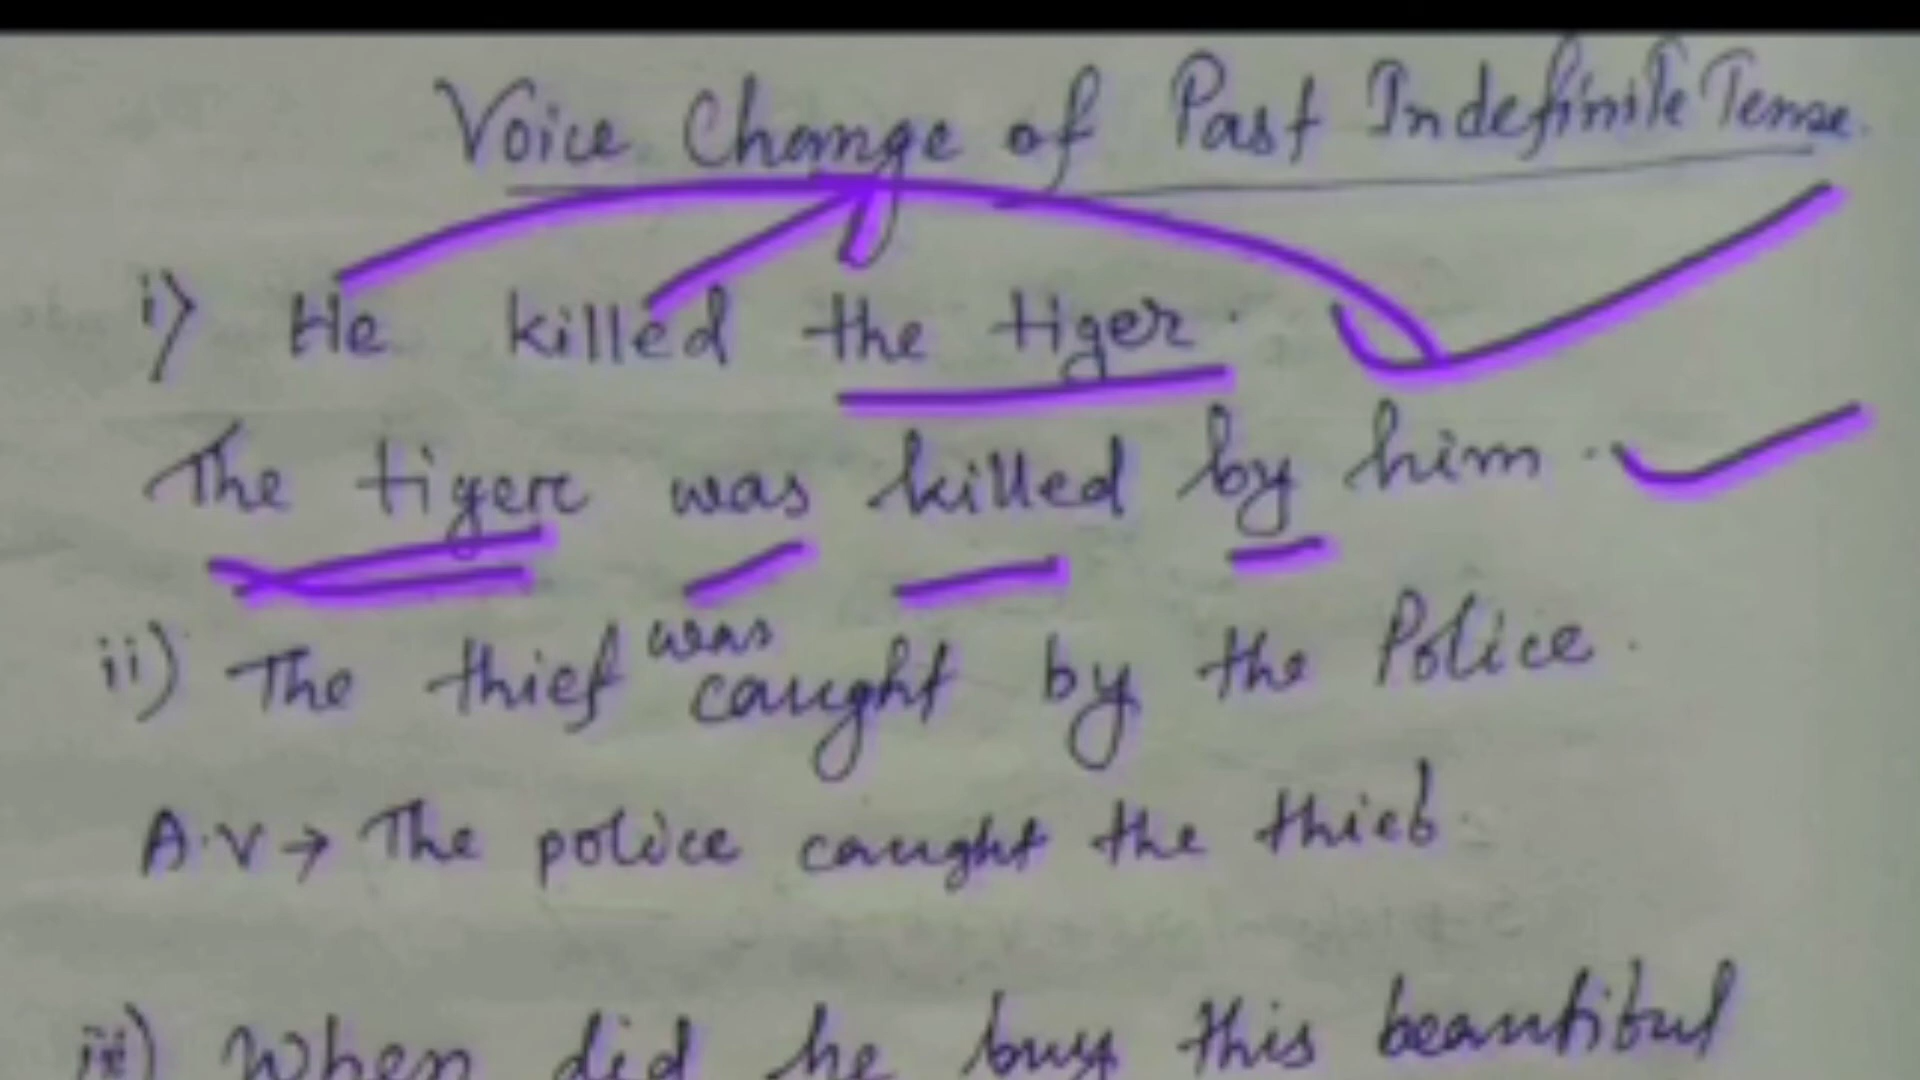 Voice Change of Past Indefinite Tense.
i) He killed the tiger.
The tiger was killed by him.
ii) The thief was caught by the Police.
A.V → The police caught the thief.
iii) When did he buy this beautiful